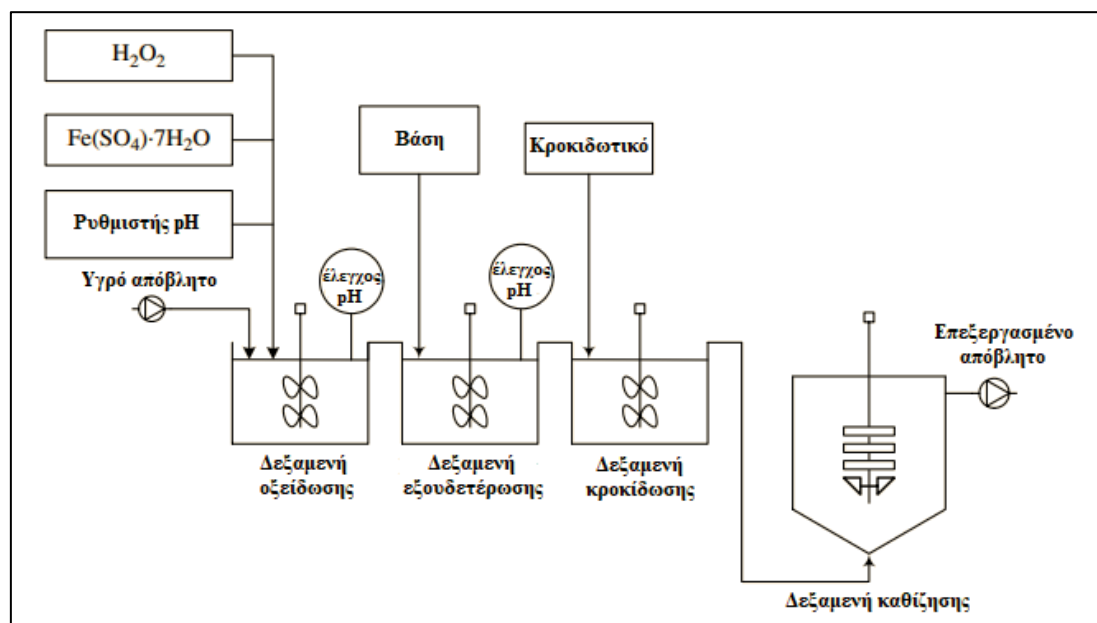 H₂O₂
Fe(SO₄)·7H₂O
Ρυθμιστής pH
Υγρό απόβλητο
Βάση
Κροκιδωτικό
έλεγχος
pH
έλεγχος
pH
Επεξεργασμένο
απόβλητο
Δεξαμενή
οξείδωσης
Δεξαμενή
εξουδετέρωσης
Δεξαμενή
κροκίδωσης
Δεξαμενή καθίζησης